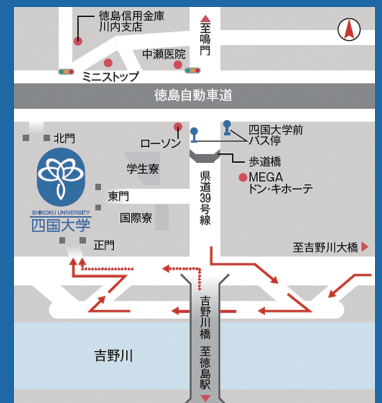 徳島信用金庫
川内支店
至鳴門
中瀬医院
ミニストップ
徳島自動車道
北門
ローソン
四国大学前
バス停
学生寮
歩道橋
MEGA
ドン・キホーテ
東門
県道39号線
SHIKOKU UNIVERSITY
四国大学
国際寮
正門
至吉野川大橋
吉野川橋
至徳島駅
吉野川